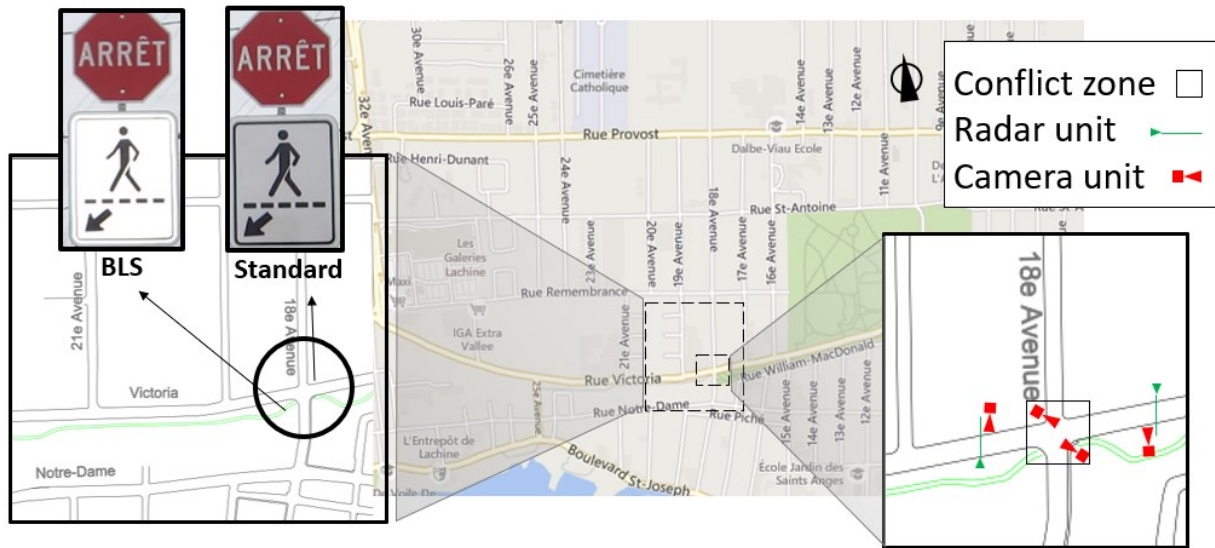 ARRÊT
ARRÊT
BLS
Standard
21e Avenue
18e Avenue
Victoria
Notre-Dame
30e Avenue
26e Avenue
25e Avenue
Cimetière
Catholique
14e Avenue
13e Avenue
12e Avenue
Rue Louis-Paré
32e Avenue
Rue Provost
Dalbe-Viau Ecole
Rue Henri-Dunant
24e Avenue
11e Avenue
18e Avenue
Rue St-Antoine
23e Avenue
20e Avenue
19e Avenue
17e Avenue
16e Avenue
Les
Galeries
Lachine
Maxi
Rue Remembrance
IGA Extra
Vallee
21e Avenue
Rue Victoria
Rue William-MacDonald
25e Avenue
Rue Notre-Dame
Rue Piché
15e Avenue
14e Avenue
13e Avenue
12e Avenue
L'Entrepôt de
Lachine
Boulevard St-Joseph
École Jardin des
Saints Anges
De Voile De
Conflict zone
Radar unit
Camera unit
18e Avenue